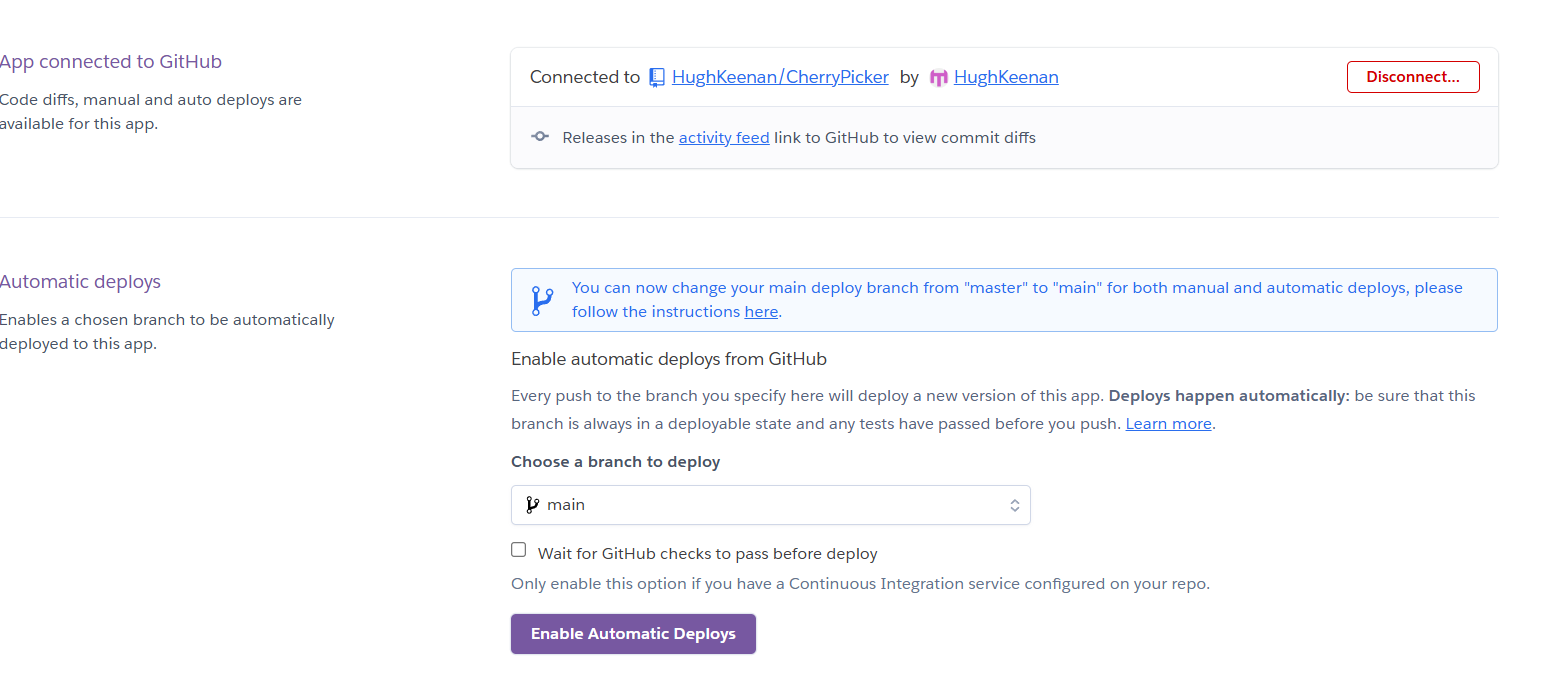 App connected to GitHub
Code diffs, manual and auto deploys are
available for this app.
Connected to HughKeenan/CherryPicker by HughKeenan
Disconnect...
Releases in the activity feed link to GitHub to view commit diffs
Automatic deploys
Enables a chosen branch to be automatically
deployed to this app.
You can now change your main deploy branch from "master" to "main" for both manual and automatic deploys, please
follow the instructions here.
Enable automatic deploys from GitHub
Every push to the branch you specify here will deploy a new version of this app. Deploys happen automatically: be sure that this
branch is always in a deployable state and any tests have passed before you push. Learn more.
Choose a branch to deploy
main
Wait for GitHub checks to pass before deploy
Only enable this option if you have a Continuous Integration service configured on your repo.
Enable Automatic Deploys